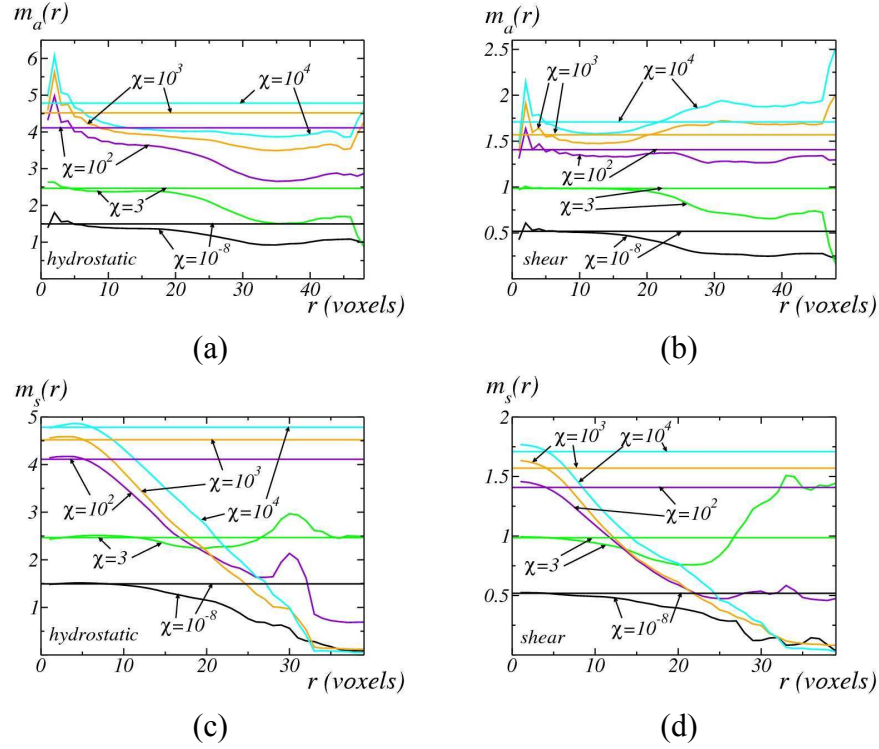 m_a(r)
6
5
4
3
2
1
χ=10^3
χ=10^4
χ=10^2
χ=3
χ=10^-8
hydrostatic
0 10 20 30 40
r (voxels)
(a)
m_a(r)
2.5
2
1.5
1
0.5
χ=10^3
χ=10^4
χ=10^2
χ=3
χ=10^-8
shear
0 10 20 30 40
r (voxels)
(b)
m_s(r)
5
4
3
2
1
χ=10^2
χ=10^3
χ=10^4
χ=3
χ=10^-8
hydrostatic
0 10 20 30
r (voxels)
(c)
m_s(r)
2
1.5
1
0.5
χ=10^3
χ=10^4
χ=10^2
χ=3
χ=10^-8
shear
0 10 20 30
r (voxels)
(d)